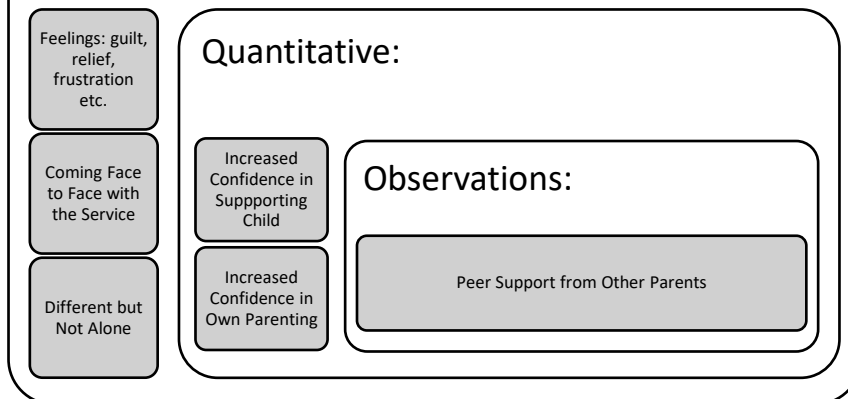 Feelings: guilt,
relief,
frustration
etc.
Coming Face
to Face with
the Service
Different but
Not Alone
Quantitative:
Increased
Confidence in
Suppporting
Child
Increased
Confidence in
Own Parenting
Observations:
Peer Support from Other Parents